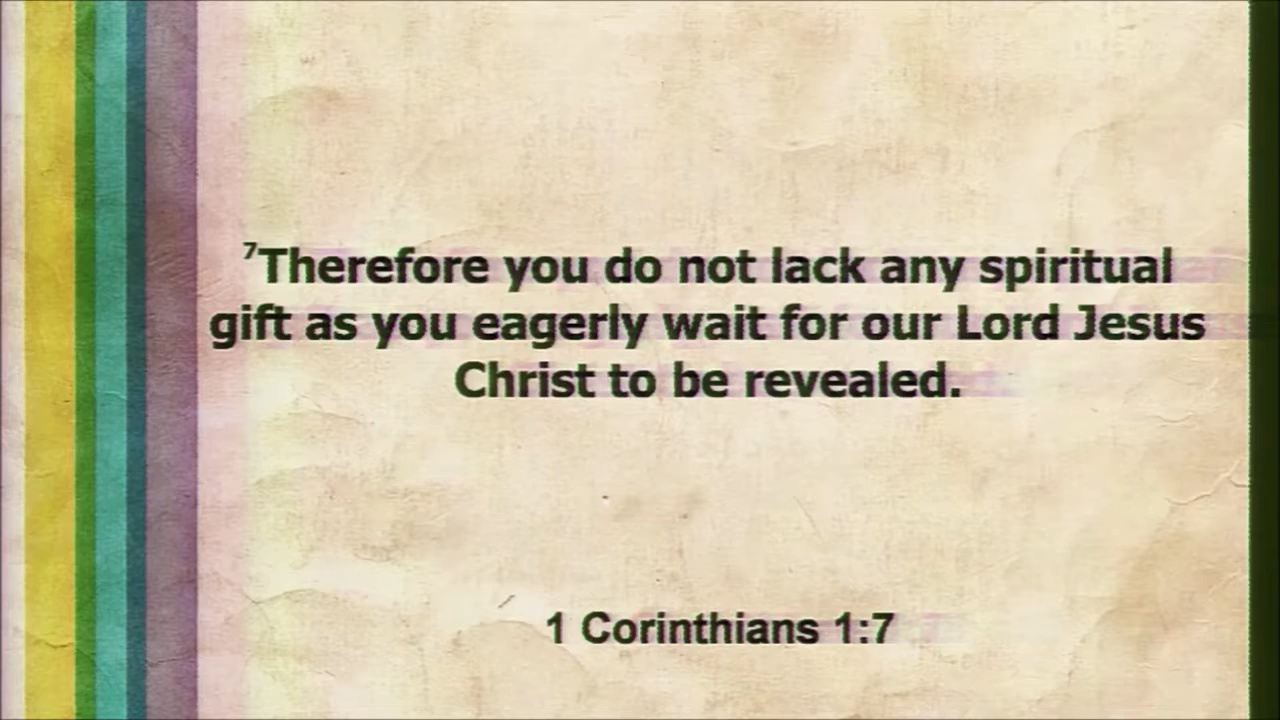 ⁷Therefore you do not lack any spiritual
gift as you eagerly wait for our Lord Jesus
Christ to be revealed.
1 Corinthians 1:7